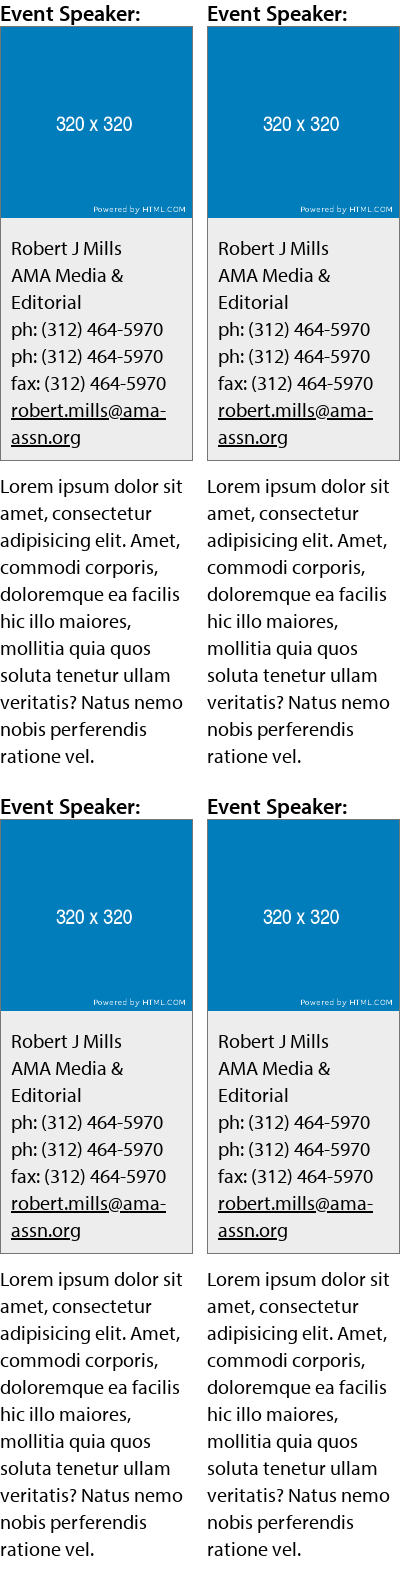 Event Speaker:
320 x 320
Powered by HTML.COM
Robert J Mills
AMA Media &
Editorial
ph: (312) 464-5970
ph: (312) 464-5970
fax: (312) 464-5970
robert.mills@ama-
assn.org
Lorem ipsum dolor sit
amet, consectetur
adipisicing elit. Amet,
commodi corporis,
doloremque ea facilis
hic illo maiores,
mollitia quia quos
soluta tenetur ullam
veritatis? Natus nemo
nobis perferendis
ratione vel.
Event Speaker:
320 x 320
Powered by HTML.COM
Robert J Mills
AMA Media &
Editorial
ph: (312) 464-5970
ph: (312) 464-5970
fax: (312) 464-5970
robert.mills@ama-
assn.org
Lorem ipsum dolor sit
amet, consectetur
adipisicing elit. Amet,
commodi corporis,
doloremque ea facilis
hic illo maiores,
mollitia quia quos
soluta tenetur ullam
veritatis? Natus nemo
nobis perferendis
ratione vel.
Event Speaker:
320 x 320
Powered by HTML.COM
Robert J Mills
AMA Media &
Editorial
ph: (312) 464-5970
ph: (312) 464-5970
fax: (312) 464-5970
robert.mills@ama-
assn.org
Lorem ipsum dolor sit
amet, consectetur
adipisicing elit. Amet,
commodi corporis,
doloremque ea facilis
hic illo maiores,
mollitia quia quos
soluta tenetur ullam
veritatis? Natus nemo
nobis perferendis
ratione vel.
Event Speaker:
320 x 320
Powered by HTML.COM
Robert J Mills
AMA Media &
Editorial
ph: (312) 464-5970
ph: (312) 464-5970
fax: (312) 464-5970
robert.mills@ama-
assn.org
Lorem ipsum dolor sit
amet, consectetur
adipisicing elit. Amet,
commodi corporis,
doloremque ea facilis
hic illo maiores,
mollitia quia quos
soluta tenetur ullam
veritatis? Natus nemo
nobis perferendis
ratione vel.